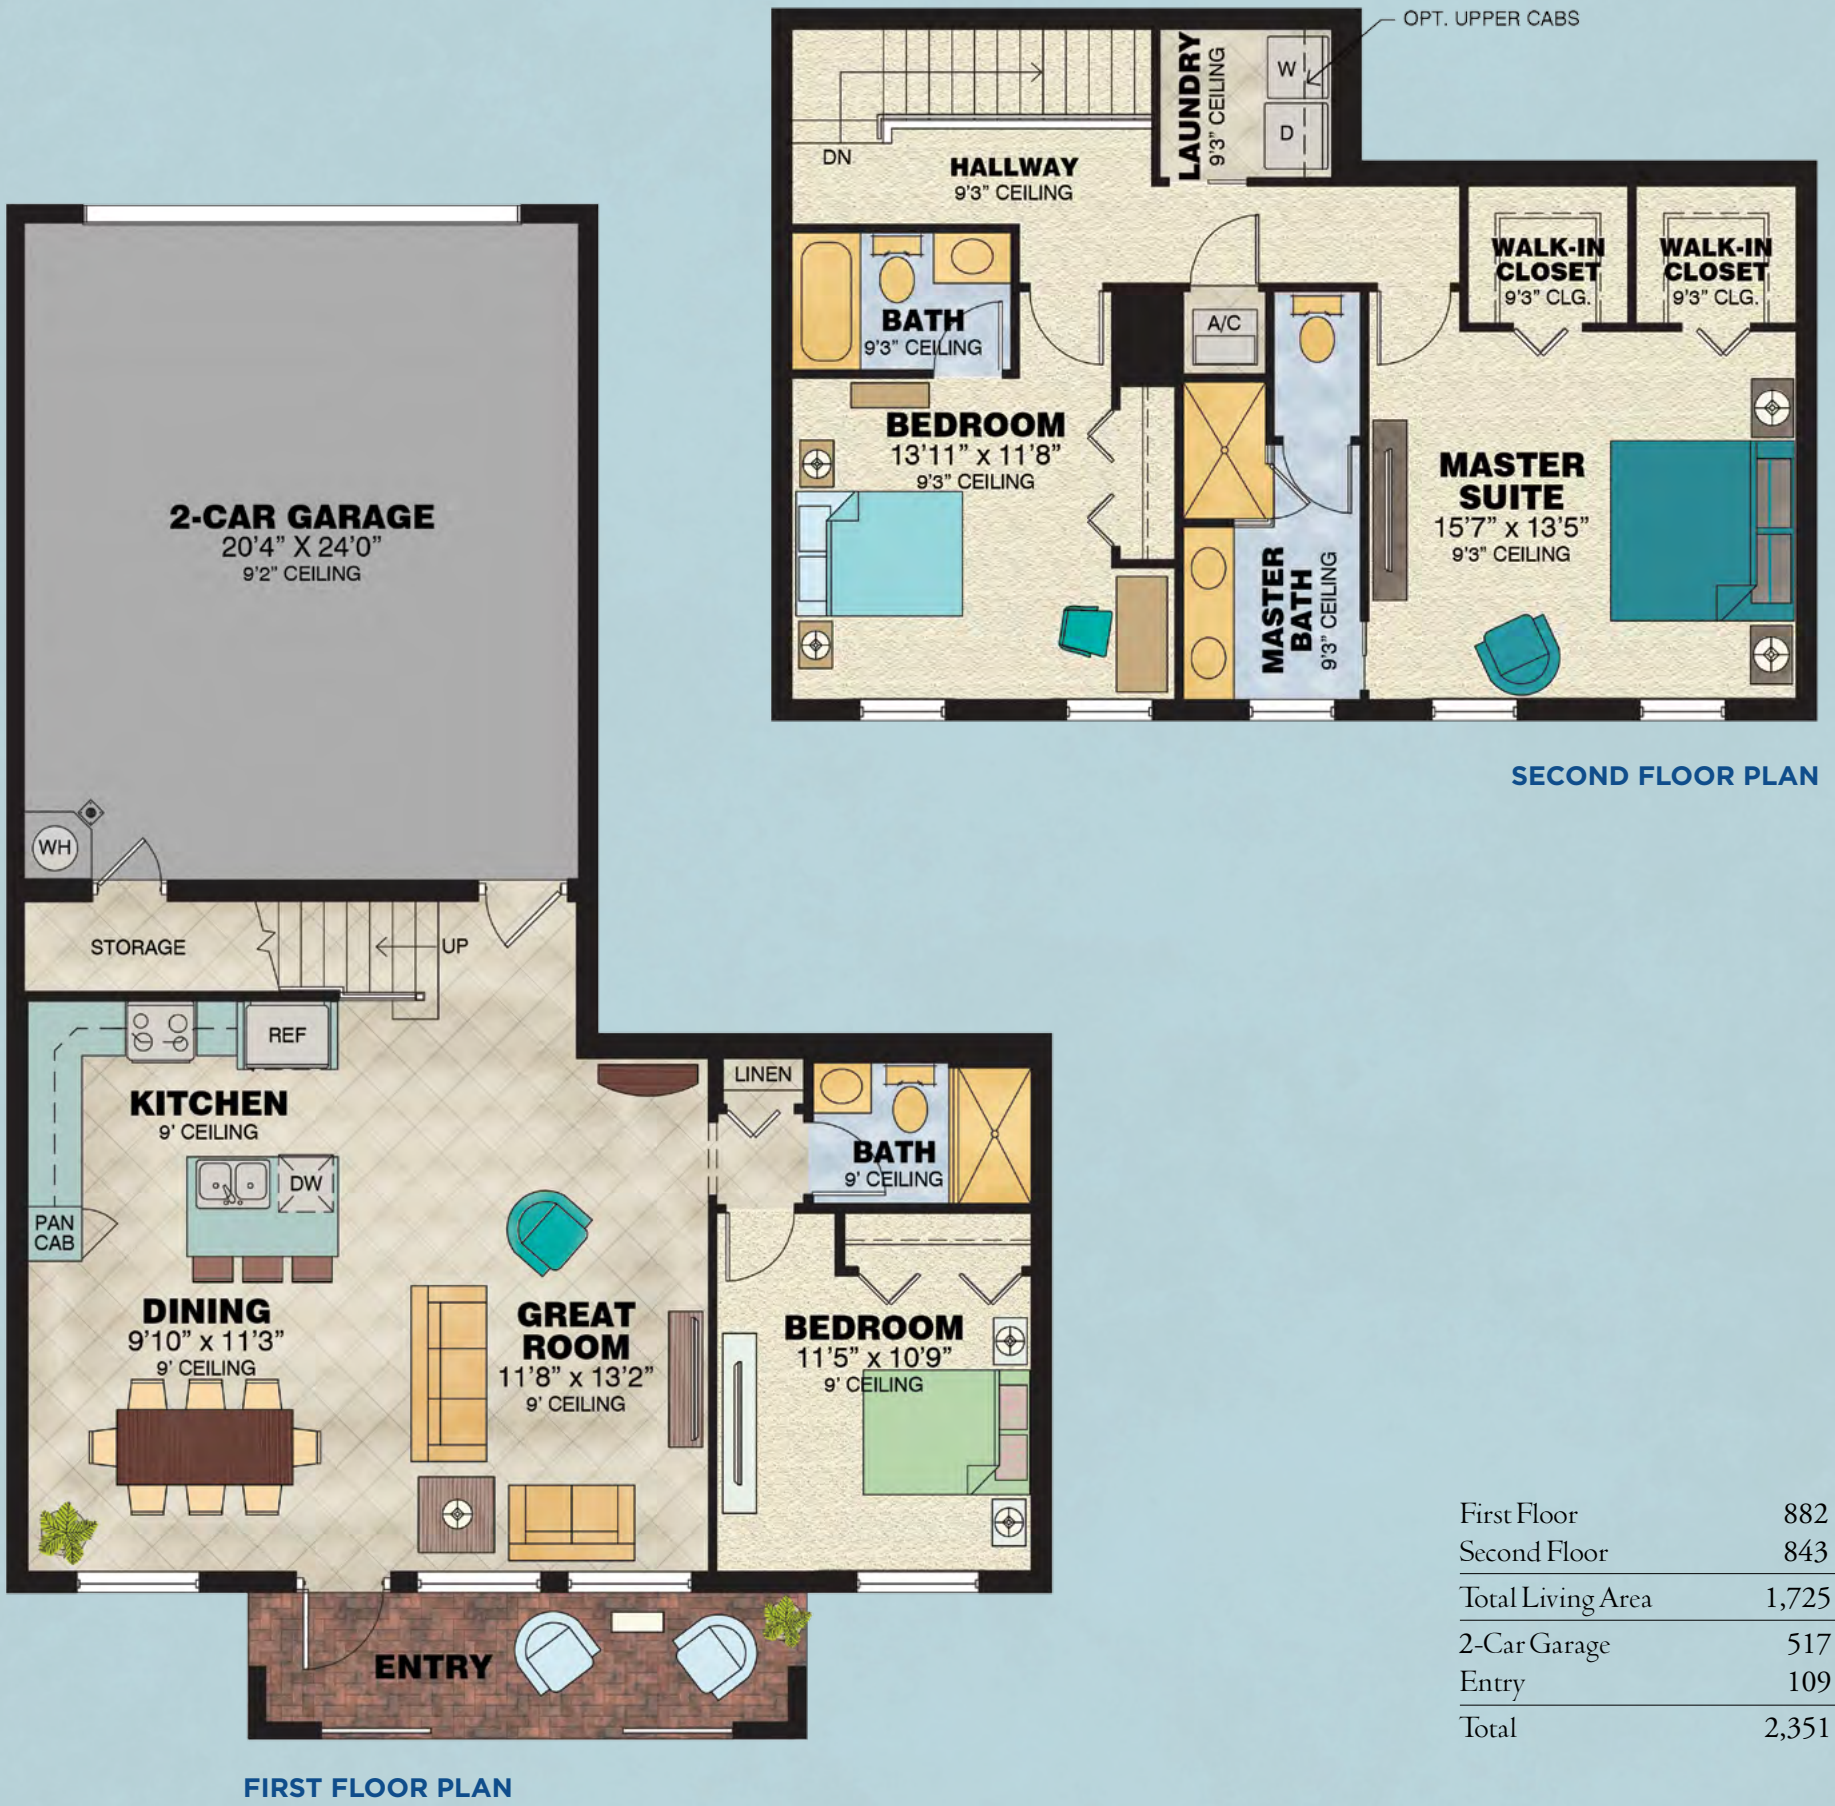 OPT. UPPER CABS
LAUNDRY
9'3" CEILING
W
D
DN
HALLWAY
9'3" CEILING
WALK-IN
CLOSET
9'3" CLG.
WALK-IN
CLOSET
9'3" CLG.
BATH
9'3" CEILING
A/C
BEDROOM
13'11" x 11'8"
9'3" CEILING
MASTER
SUITE
15'7" x 13'5"
9'3" CEILING
MASTER
BATH
9'3" CEILING
SECOND FLOOR PLAN
2-CAR GARAGE
20'4" X 24'0"
9'2" CEILING
WH
STORAGE
UP
REF
KITCHEN
9' CEILING
LINEN
BATH
9' CEILING
DW
PAN
CAB
DINING
9'10" x 11'3"
9' CEILING
GREAT
ROOM
11'8" x 13'2"
9' CEILING
BEDROOM
11'5" x 10'9"
9' CEILING
ENTRY
FIRST FLOOR PLAN
First Floor 882
Second Floor 843
Total Living Area 1,725
2-Car Garage 517
Entry 109
Total 2,351